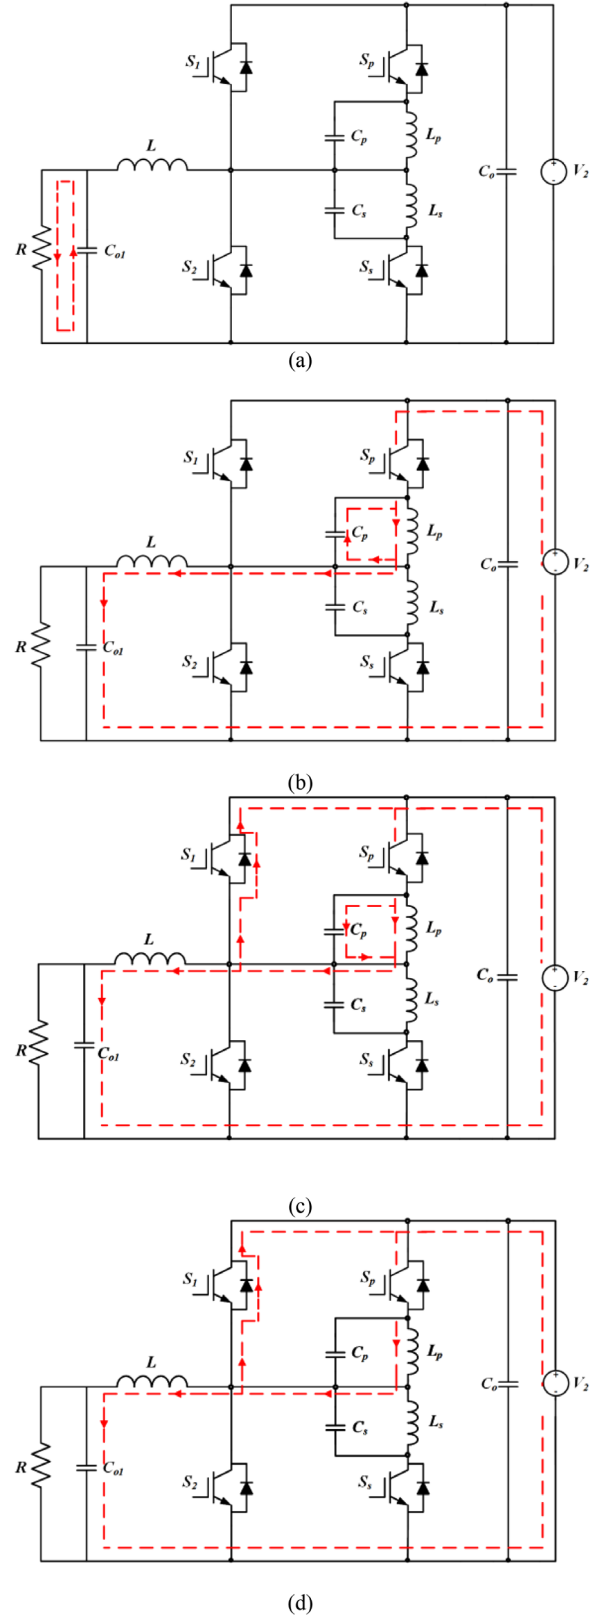 S1 Sp
Cp Lp
L
Co V2
Cs Ls
R Co1
S2 Ss
(a)
S1 Sp
Cp Lp
L
Co V2
Cs Ls
R Co1
S2 Ss
(b)
S1 Sp
Cp Lp
L
Co V2
Cs Ls
R Co1
S2 Ss
(c)
S1 Sp
Cp Lp
L
Co V2
Cs Ls
R Co1
S2 Ss
(d)